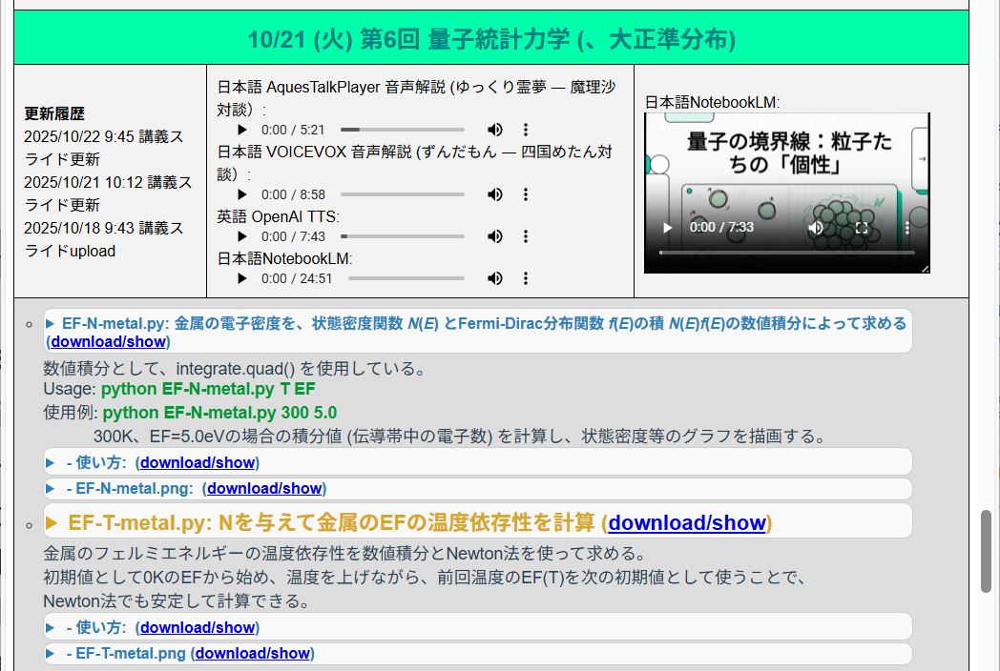 10/21 (火) 第6回 量子統計力学 (、大正準分布)
更新履歴
2025/10/22 9:45 講義ス
ライド更新
2025/10/21 10:12 講義ス
ライド更新
2025/10/18 9:43 講義ス
ライドupload
日本語 AquesTalkPlayer 音声解説 (ゆっくり霊夢 — 魔理沙
対談）:
0:00 / 5:21
日本語 VOICEVOX 音声解説 (ずんだもん — 四国めたん対
談）:
0:00 / 8:58
英語 OpenAI TTS:
0:00 / 7:43
日本語NotebookLM:
0:00 / 24:51
日本語NotebookLM:
量子の境界線：粒子た
ちの「個性」
0:00 / 7:33
EF-N-metal.py: 金属の電子密度を、状態密度関数 N(E) とFermi-Dirac分布関数 f(E)の積 N(E)f(E)の数値積分によって求める
(download/show)
数値積分として、integrate.quad() を使用している。
Usage: python EF-N-metal.py T EF
使用例: python EF-N-metal.py 300 5.0
300K、EF=5.0eVの場合の積分値 (伝導帯中の電子数) を計算し、状態密度等のグラフを描画する。
- 使い方: (download/show)
- EF-N-metal.png: (download/show)
EF-T-metal.py: Nを与えて金属のEFの温度依存性を計算 (download/show)
金属のフェルミエネルギーの温度依存性を数値積分とNewton法を使って求める。
初期値として0KのEFから始め、温度を上げながら、前回温度のEF(T)を次の初期値として使うことで、
Newton法でも安定して計算できる。
- 使い方: (download/show)
- EF-T-metal.png (download/show)